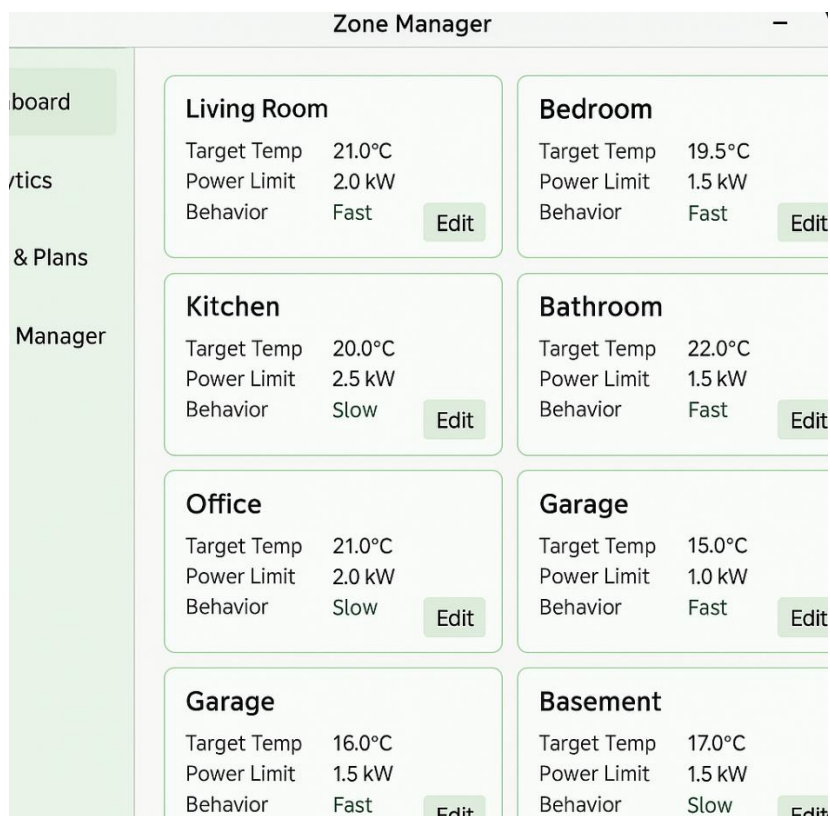 Zone Manager
board
ytics
& Plans
Manager
Living Room
Target Temp 21.0°C
Power Limit 2.0 kW
Behavior Fast
Edit
Bedroom
Target Temp 19.5°C
Power Limit 1.5 kW
Behavior Fast
Edit
Kitchen
Target Temp 20.0°C
Power Limit 2.5 kW
Behavior Slow
Edit
Bathroom
Target Temp 22.0°C
Power Limit 1.5 kW
Behavior Fast
Edit
Office
Target Temp 21.0°C
Power Limit 2.0 kW
Behavior Slow
Edit
Garage
Target Temp 15.0°C
Power Limit 1.0 kW
Behavior Fast
Edit
Garage
Target Temp 16.0°C
Power Limit 1.5 kW
Behavior Fast
Edit
Basement
Target Temp 17.0°C
Power Limit 1.5 kW
Behavior Slow
Edit